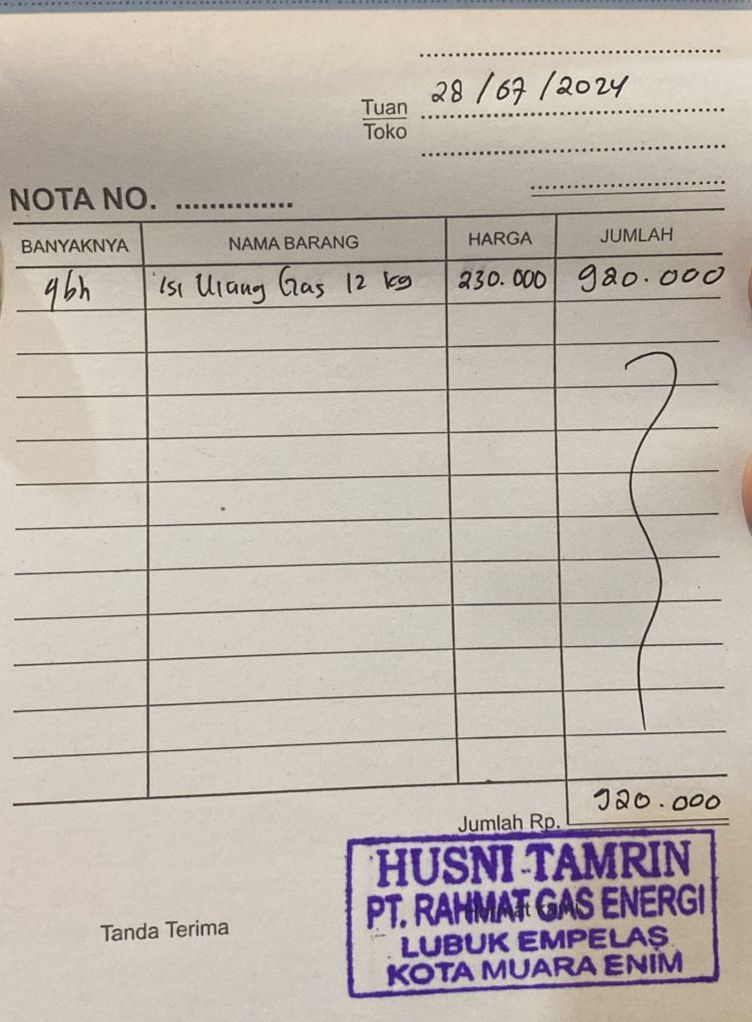 28/07/2024
Tuan
Toko
NOTA NO. ..............
BANYAKNYA NAMA BARANG HARGA JUMLAH
4bh Isi Ulang Gas 12 kg 230.000 920.000
Jumlah Rp. 920.000
Tanda Terima
Hormat kami
HUSNI TAMRIN
PT. RAHMAT GAS ENERGI
LUBUK EMPELAS
KOTA MUARA ENIM